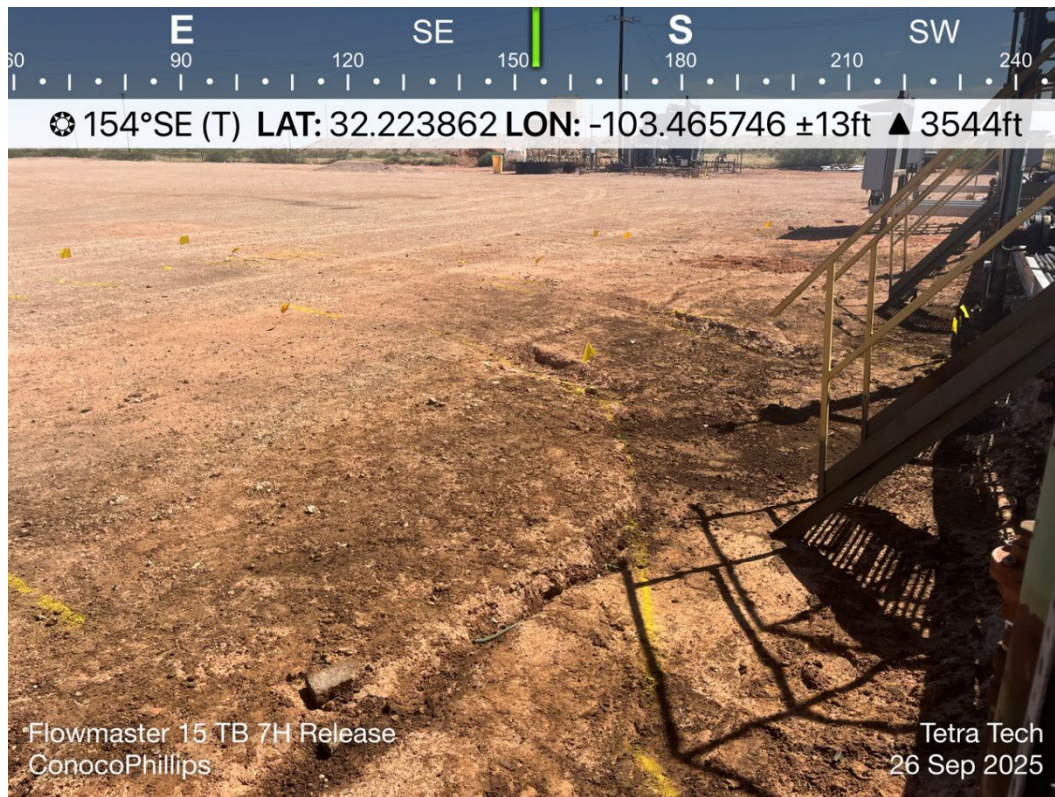 E SE S SW
60 90 120 150 180 210 240
154°SE (T) LAT: 32.223862 LON: -103.465746 ±13ft ▲ 3544ft
Flowmaster 15 TB 7H Release
ConocoPhillips
Tetra Tech
26 Sep 2025